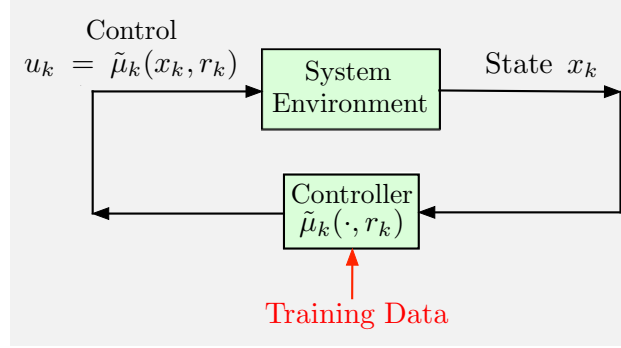 Control
u_k = μ̃_k(x_k, r_k)
System
Environment
State x_k
Controller
μ̃_k(·, r_k)
Training Data